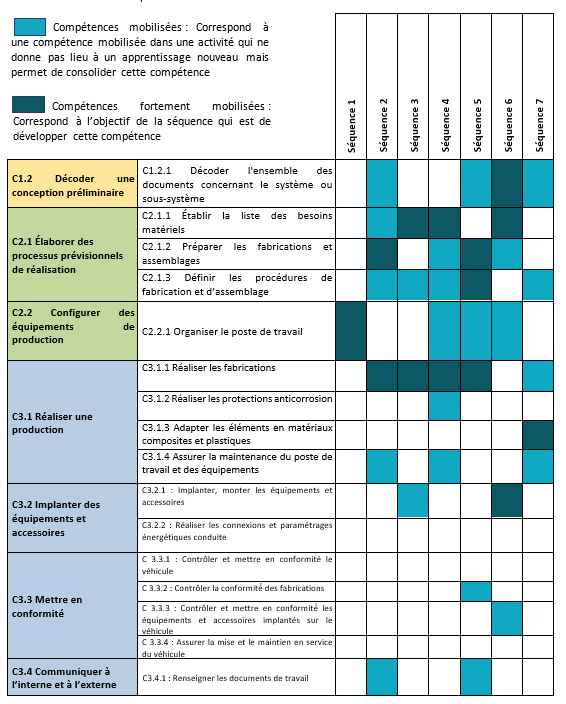 Compétences mobilisées : Correspond à
une compétence mobilisée dans une activité qui ne
donne pas lieu à un apprentissage nouveau mais
permet de consolider cette compétence
Compétences fortement mobilisées :
Correspond à l'objectif de la séquence qui est de
développer cette compétence
Séquence 1
Séquence 2
Séquence 3
Séquence 4
Séquence 5
Séquence 6
Séquence 7
C1.2 Décoder une
conception préliminaire
C1.2.1 Décoder l'ensemble des
documents concernant le système ou
sous-système
C2.1 Élaborer des
processus prévisionnels
de réalisation
C2.1.1 Établir la liste des besoins
matériels
C2.1.2 Préparer les fabrications et
assemblages
C2.1.3 Définir les procédures de
fabrication et d'assemblage
C2.2 Configurer des
équipements de
production
C2.2.1 Organiser le poste de travail
C3.1 Réaliser une
production
C3.1.1 Réaliser les fabrications
C3.1.2 Réaliser les protections anticorrosion
C3.1.3 Adapter les éléments en matériaux
composites et plastiques
C3.1.4 Assurer la maintenance du poste de
travail et des équipements
C3.2 Implanter des
équipements et
accessoires
C3.2.1 : Implanter, monter les équipements et
accessoires
C3.2.2 : Réaliser les connexions et paramétrages
énergétiques conduite
C3.3 Mettre en
conformité
C 3.3.1 : Contrôler et mettre en conformité le
véhicule
C 3.3.2 : Contrôler la conformité des fabrications
C 3.3.3 : Contrôler et mettre en conformité les
équipements et accessoires implantés sur le
véhicule
C 3.3.4 : Assurer la mise et le maintien en service
du véhicule
C3.4 Communiquer à
l'interne et à l'externe
C3.4.1 : Renseigner les documents de travail